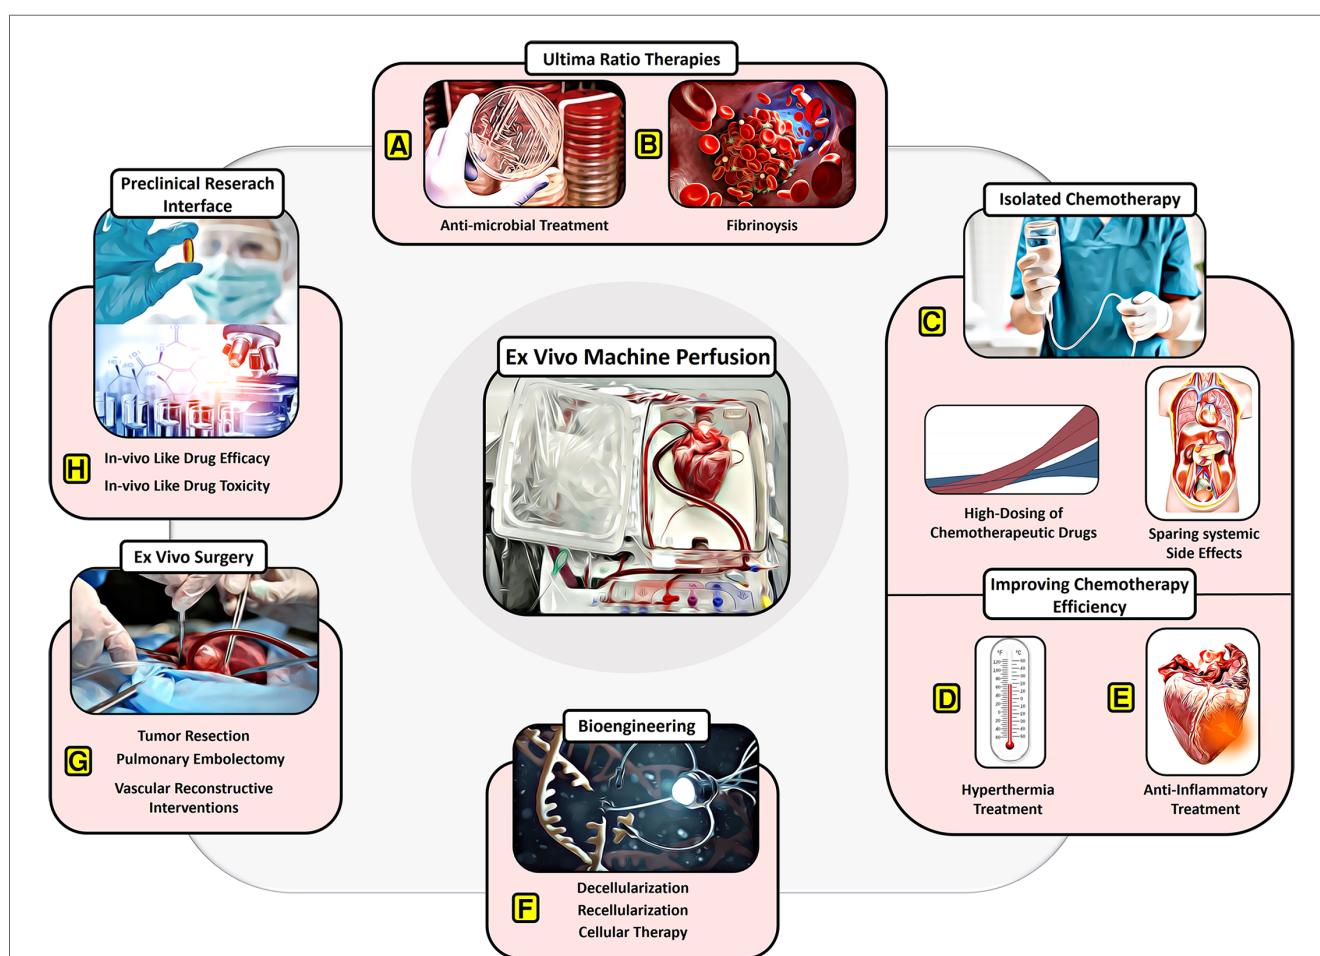 Ultima Ratio Therapies
A
B
Anti-microbial Treatment
Fibrinoysis
Preclinical Reserach
Interface
H
In-vivo Like Drug Efficacy
In-vivo Like Drug Toxicity
Isolated Chemotherapy
C
High-Dosing of
Chemotherapeutic Drugs
Sparing systemic
Side Effects
Ex Vivo Machine Perfusion
Ex Vivo Surgery
G
Tumor Resection
Pulmonary Embolectomy
Vascular Reconstructive
Interventions
Improving Chemotherapy
Efficiency
D
°F °C
Hyperthermia
Treatment
E
Anti-Inflammatory
Treatment
Bioengineering
F
Decellularization
Recellularization
Cellular Therapy